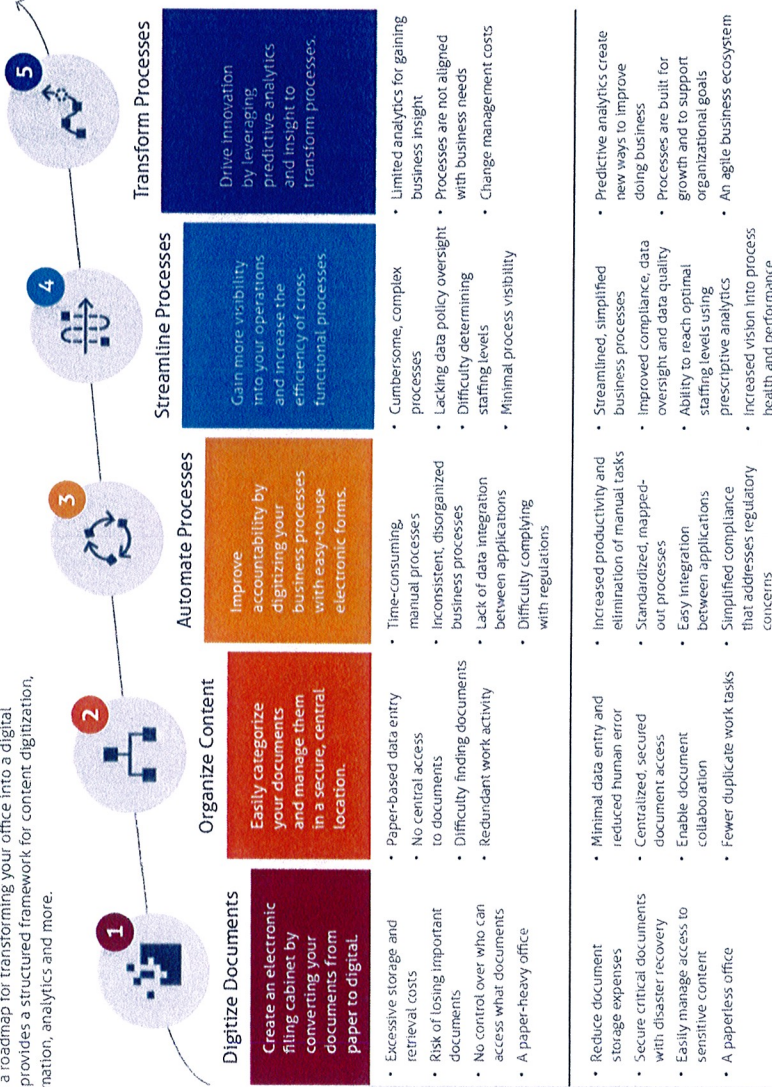 a roadmap for transforming your office into a digital
provides a structured framework for content digitization,
mation, analytics and more.
1
Digitize Documents
Create an electronic
filing cabinet by
converting your
documents from
paper to digital.
• Excessive storage and
retrieval costs
• Risk of losing important
documents
• No control over who can
access what documents
• A paper-heavy office
• Reduce document
storage expenses
• Secure critical documents
with disaster recovery
• Easily manage access to
sensitive content
• A paperless office
2
Organize Content
Easily categorize
your documents
and manage them
in a secure, central
location.
• Paper-based data entry
• No central access
to documents
• Difficulty finding documents
• Redundant work activity
• Minimal data entry and
reduced human error
• Centralized, secured
document access
• Enable document
collaboration
• Fewer duplicate work tasks
3
Automate Processes
Improve
accountability by
digitizing your
business processes
with easy-to-use
electronic forms.
• Time-consuming,
manual processes
• Inconsistent, disorganized
business processes
• Lack of data integration
between applications
• Difficulty complying
with regulations
• Increased productivity and
elimination of manual tasks
• Standardized, mapped-
out processes
• Easy integration
between applications
• Simplified compliance
that addresses regulatory
concerns
4
Streamline Processes
Gain more visibility
into your operations
and increase the
efficiency of cross-
functional processes.
• Cumbersome, complex
processes
• Lacking data policy oversight
• Difficulty determining
staffing levels
• Minimal process visibility
• Streamlined, simplified
business processes
• Improved compliance, data
oversight and data quality
• Ability to reach optimal
staffing levels using
prescriptive analytics
• Increased vision into process
health and performance
5
Transform Processes
Drive innovation
by leveraging
predictive analytics
and insight to
transform processes.
• Limited analytics for gaining
business insight
• Processes are not aligned
with business needs
• Change management costs
• Predictive analytics create
new ways to improve
doing business
• Processes are built for
growth and to support
organizational goals
• An agile business ecosystem